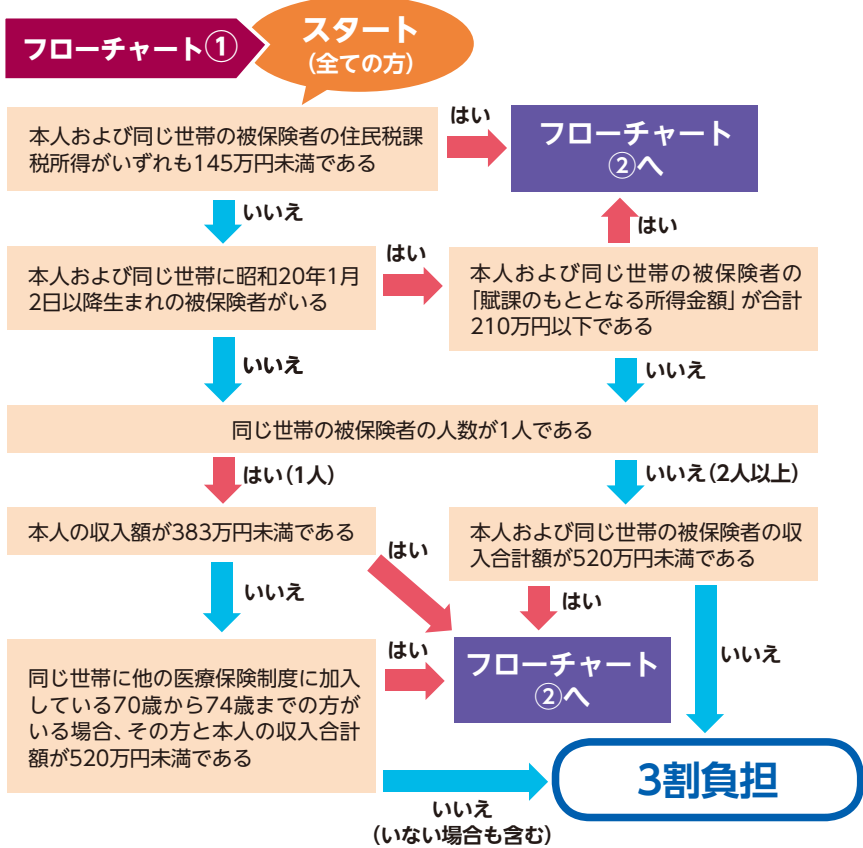 フローチャート①
スタート
(全ての方)
本人および同じ世帯の被保険者の住民税課
税所得がいずれも145万円未満である
はい
フローチャート
②へ
いいえ
はい
本人および同じ世帯に昭和20年1月
2日以降生まれの被保険者がいる
はい
本人および同じ世帯の被保険者の
「賦課のもととなる所得金額」が合計
210万円以下である
いいえ
いいえ
同じ世帯の被保険者の人数が1人である
はい(1人)
いいえ(2人以上)
本人の収入額が383万円未満である
はい
本人および同じ世帯の被保険者の収
入合計額が520万円未満である
いいえ
はい
同じ世帯に他の医療保険制度に加入
している70歳から74歳までの方が
いる場合、その方と本人の収入合計
額が520万円未満である
はい
フローチャート
②へ
いいえ
3割負担
いいえ
(いない場合も含む)